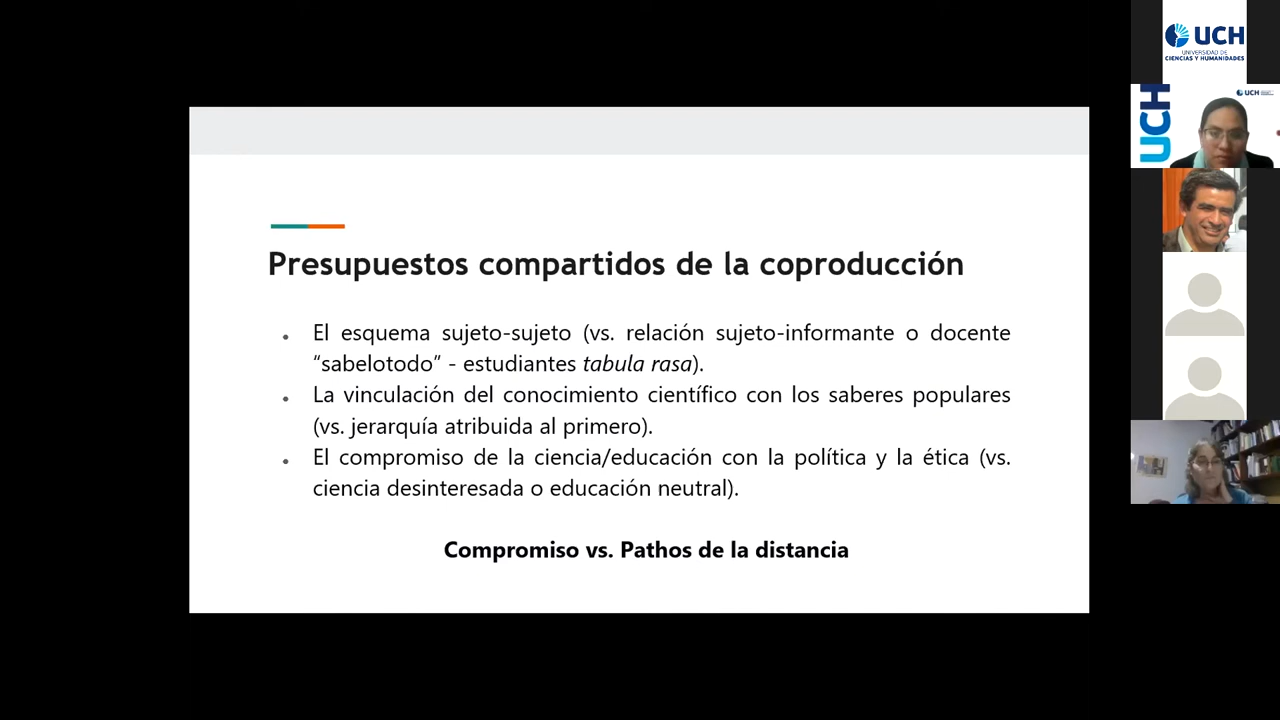 Presupuestos compartidos de la coproducción
El esquema sujeto-sujeto (vs. relación sujeto-informante o docente
“sabelotodo” - estudiantes tabula rasa).
La vinculación del conocimiento científico con los saberes populares
(vs. jerarquía atribuida al primero).
El compromiso de la ciencia/educación con la política y la ética (vs.
ciencia desinteresada o educación neutral).
Compromiso vs. Pathos de la distancia
UCH
UNIVERSIDAD DE
CIENCIAS Y HUMANIDADES
UCH
UCH